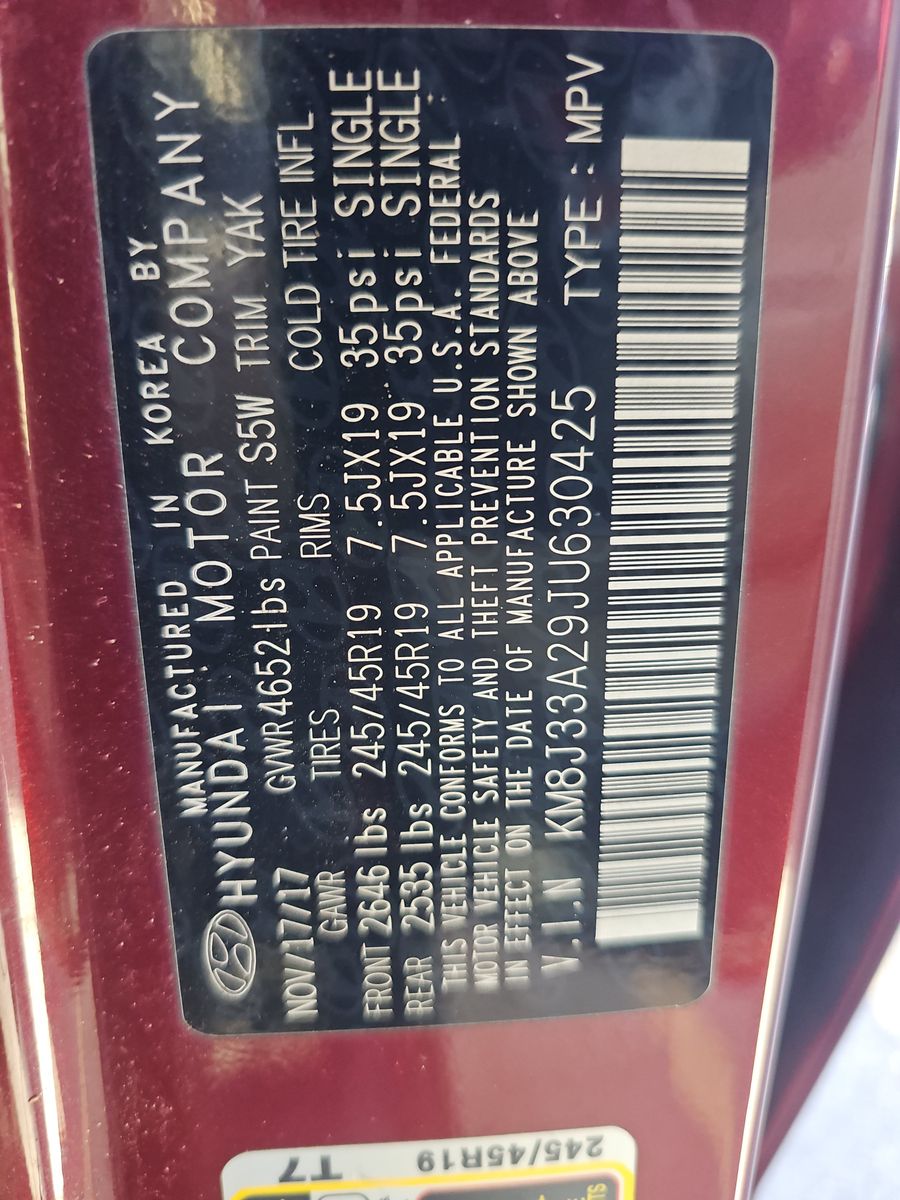 MANUFACTURED IN KOREA BY
HYUNDAI MOTOR COMPANY
NOV/17/17 GVWR4652lbs PAINT S5W TRIM YAK
GAWR TIRES RIMS COLD TIRE INFL
FRONT 2646 lbs 245/45R19 7.5JX19 35psi SINGLE
REAR 2535 lbs 245/45R19 7.5JX19 35psi SINGLE
THIS VEHICLE CONFORMS TO ALL APPLICABLE U.S.A. FEDERAL
MOTOR VEHICLE SAFETY AND THEFT PREVENTION STANDARDS
IN EFFECT ON THE DATE OF MANUFACTURE SHOWN ABOVE
V.I.N KM8J33A29JU630425 TYPE : MPV
245/45R19
T7